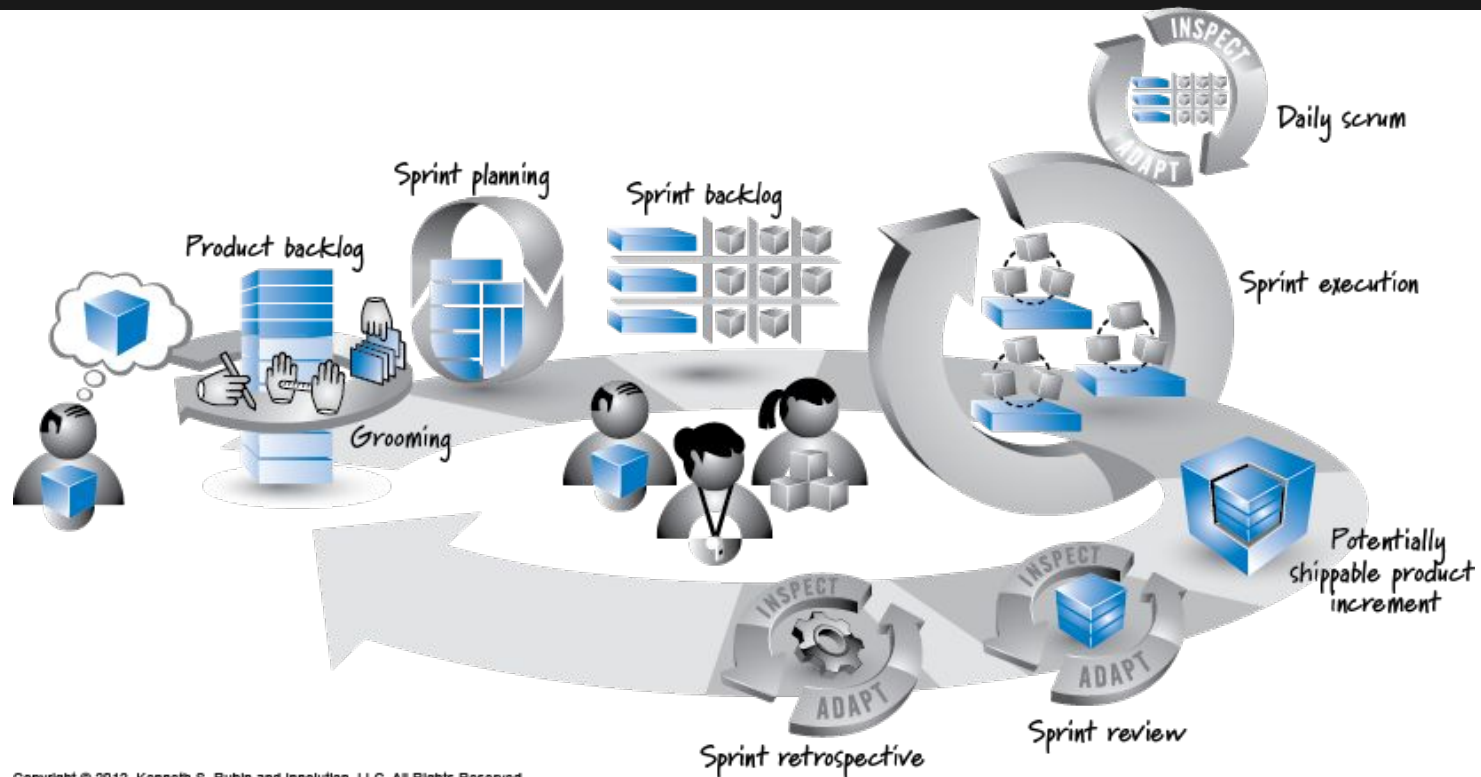 INSPECT
ADAPT
Daily scrum
Sprint planning
Sprint backlog
Product backlog
Sprint execution
Grooming
Potentially
shippable product
increment
INSPECT
ADAPT
Sprint review
INSPECT
ADAPT
Sprint retrospective
Copyright © 2012, Kenneth S. Rubin and Innolution, LLC. All Rights Reserved.